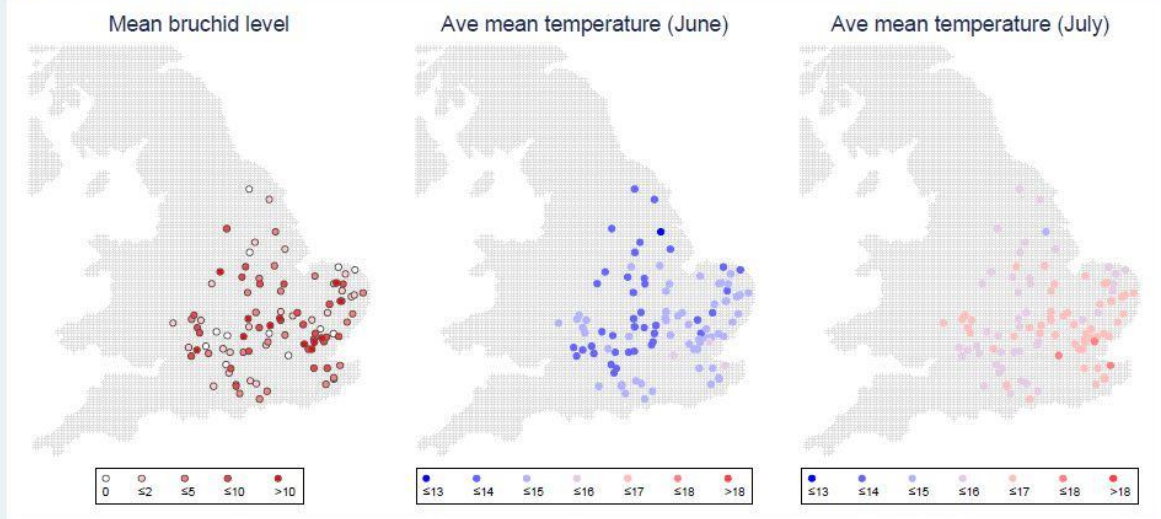 Mean bruchid level
Ave mean temperature (June)
Ave mean temperature (July)
0 ≤2 ≤5 ≤10 >10
≤13 ≤14 ≤15 ≤16 ≤17 ≤18 >18
≤13 ≤14 ≤15 ≤16 ≤17 ≤18 >18